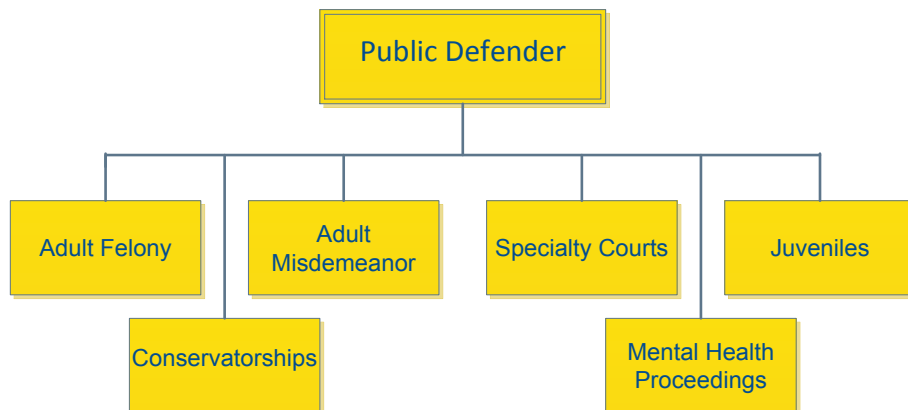 Public Defender
Adult Felony
Adult
Misdemeanor
Specialty Courts
Juveniles
Conservatorships
Mental Health
Proceedings